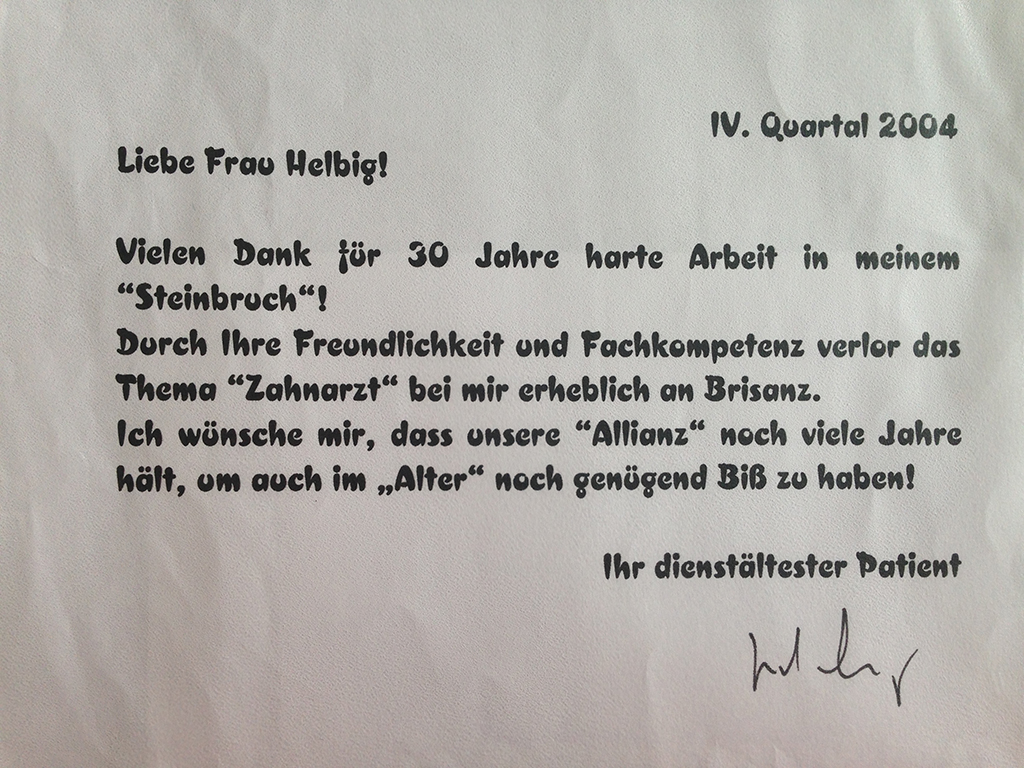 IV. Quartal 2004
Liebe Frau Helbig!
Vielen Dank für 30 Jahre harte Arbeit in meinem
“Steinbruch“!
Durch Ihre Freundlichkeit und Fachkompetenz verlor das
Thema “Zahnarzt“ bei mir erheblich an Brisanz.
Ich wünsche mir, dass unsere “Allianz“ noch viele Jahre
hält, um auch im „Alter“ noch genügend Biß zu haben!
Ihr dienstältester Patient